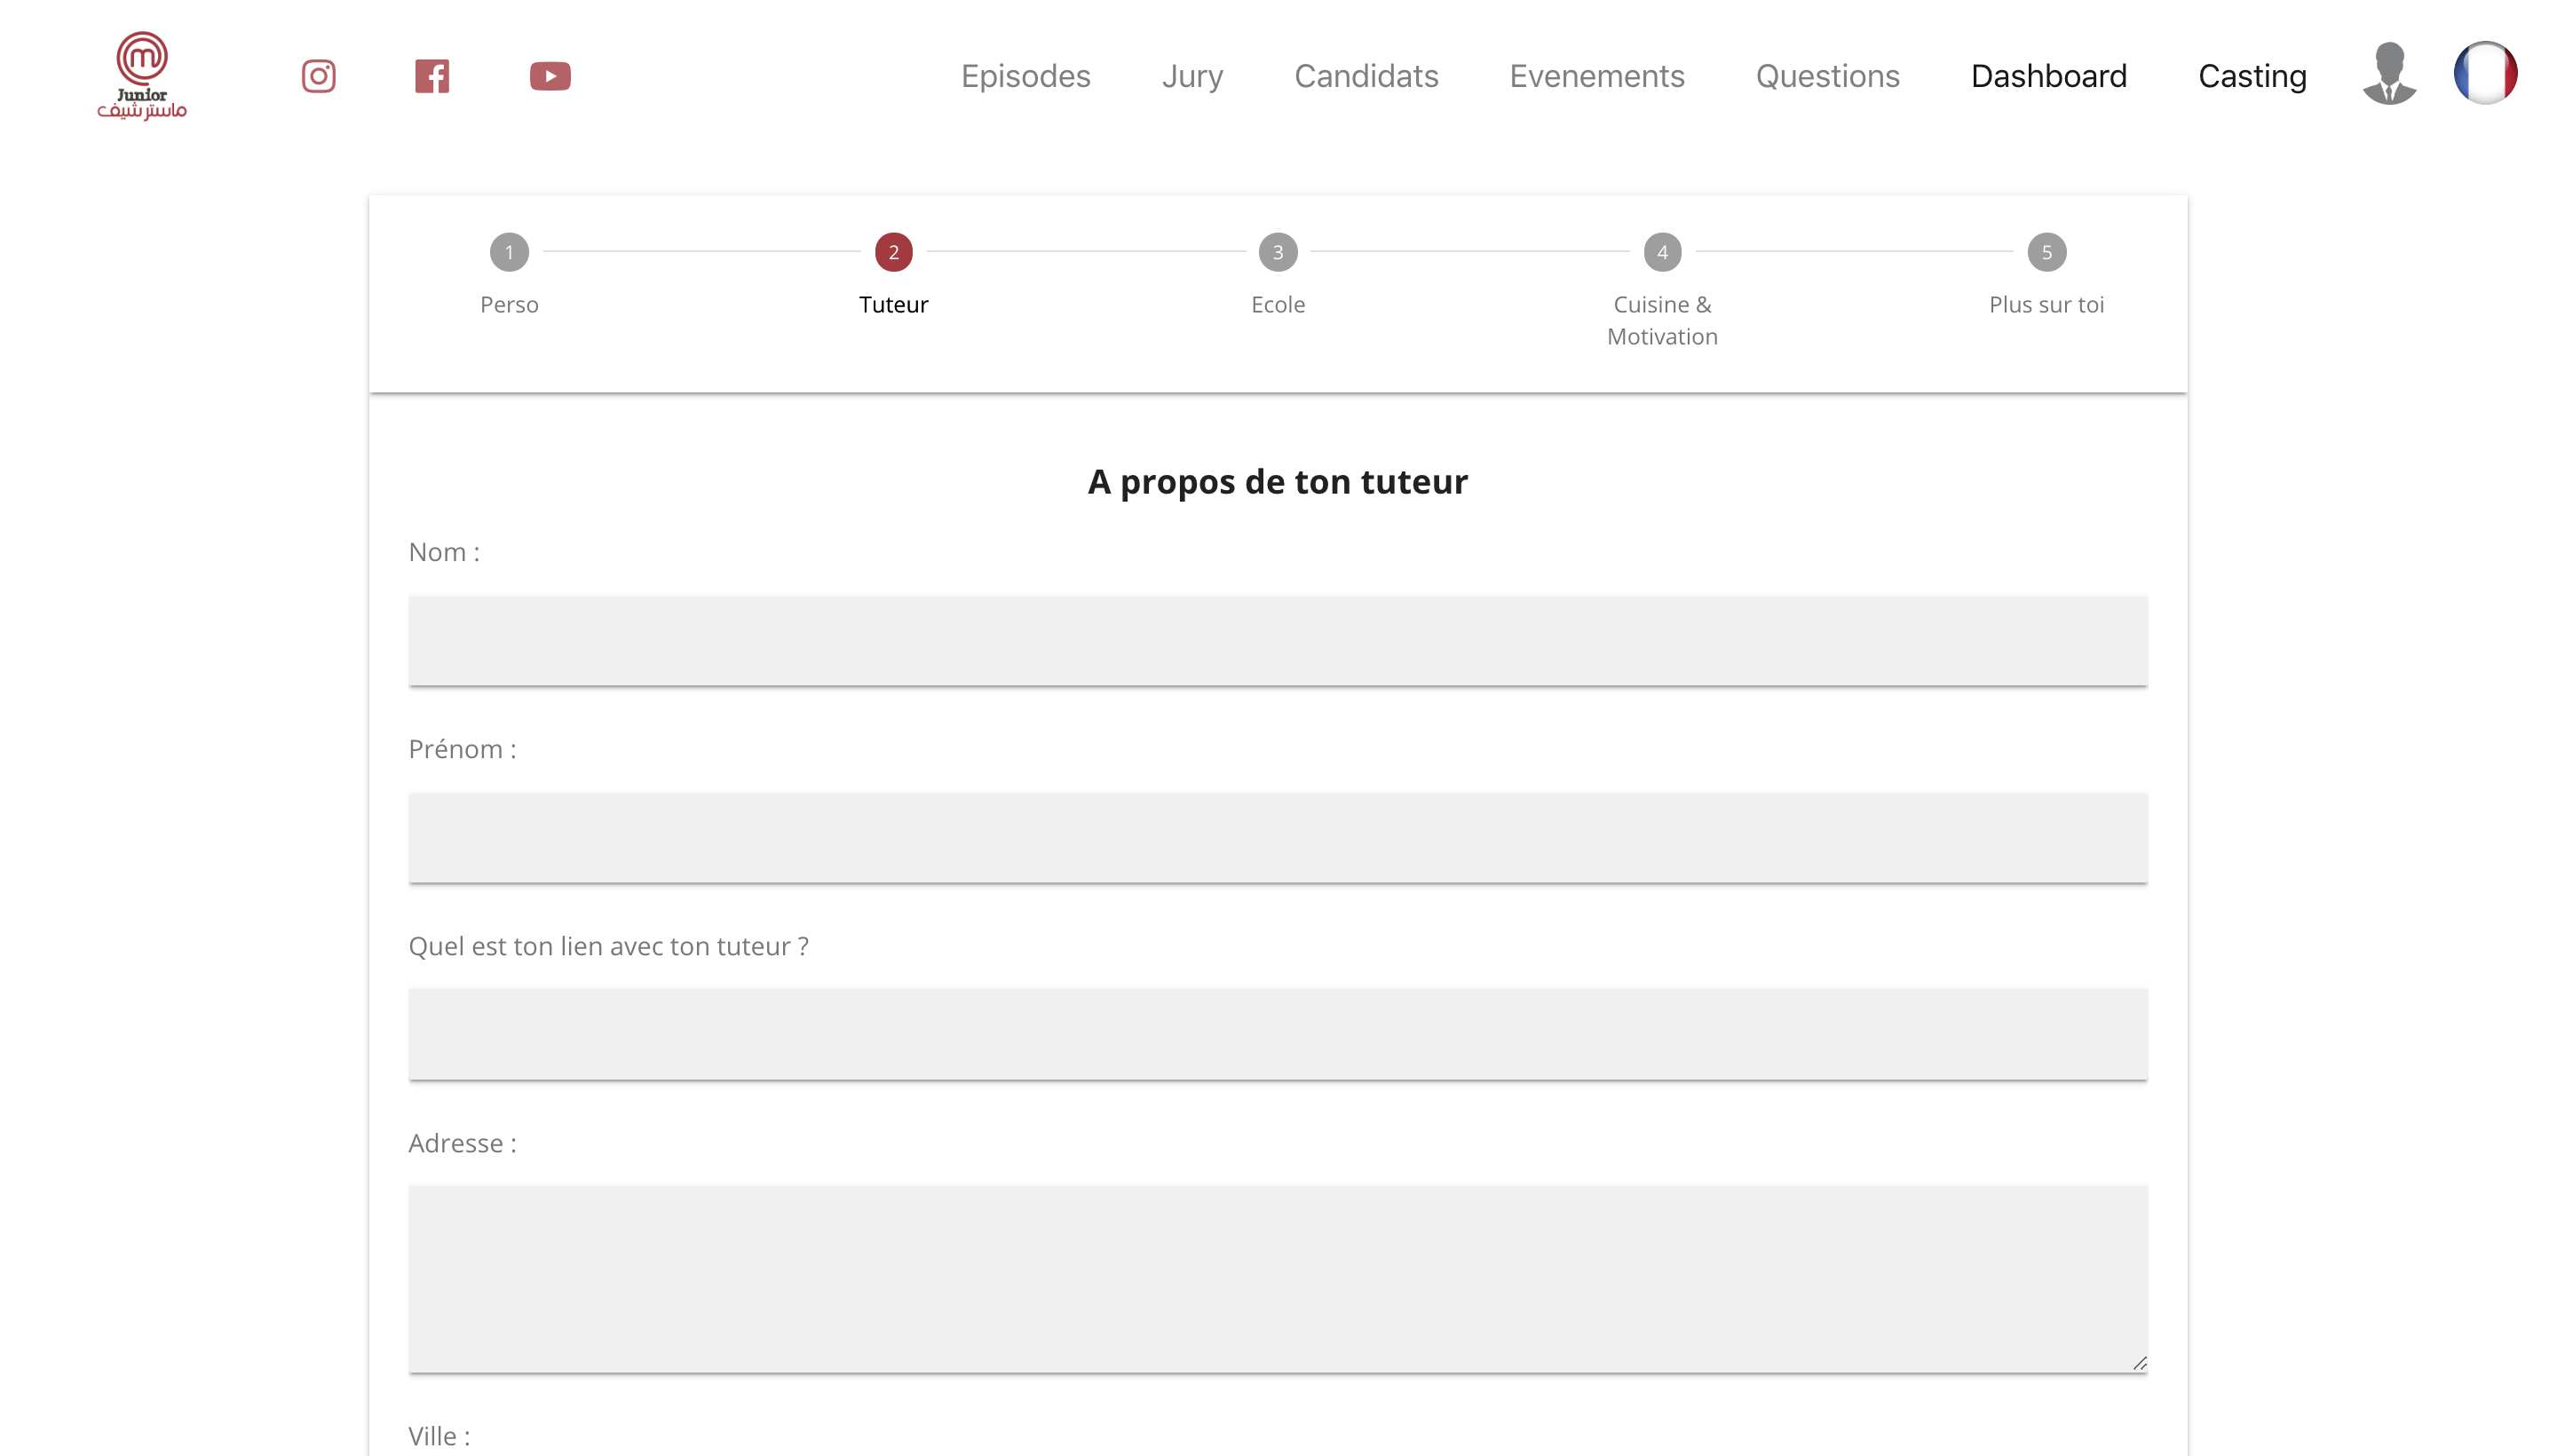 Junior
ماستر شيف
Episodes
Jury
Candidats
Evenements
Questions
Dashboard
Casting
1
2
3
4
5
Perso
Tuteur
Ecole
Cuisine &
Motivation
Plus sur toi
A propos de ton tuteur
Nom :
Prénom :
Quel est ton lien avec ton tuteur ?
Adresse :
Ville :